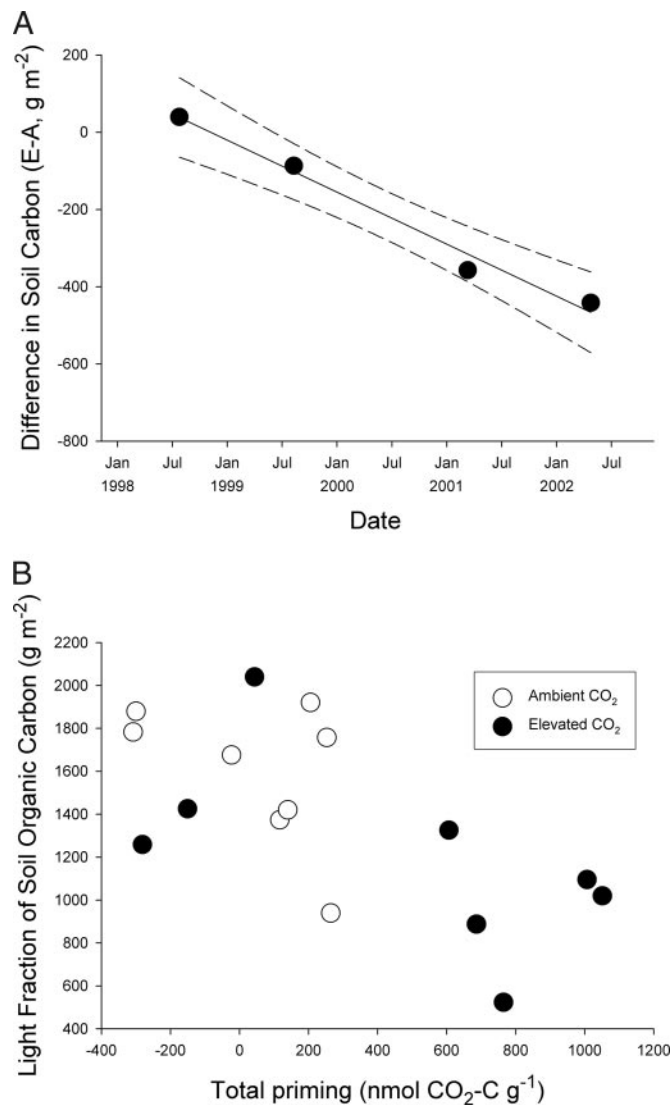 A
Difference in Soil Carbon (E-A, g m⁻²)
200
0
-200
-400
-600
-800
Jan Jul Jan Jul Jan Jul Jan Jul Jan Jul
1998 1999 2000 2001 2002
Date
B
Light Fraction of Soil Organic Carbon (g m⁻²)
2200
2000
1800
1600
1400
1200
1000
800
600
400
Ambient CO₂
Elevated CO₂
-400 -200 0 200 400 600 800 1000 1200
Total priming (nmol CO₂-C g⁻¹)